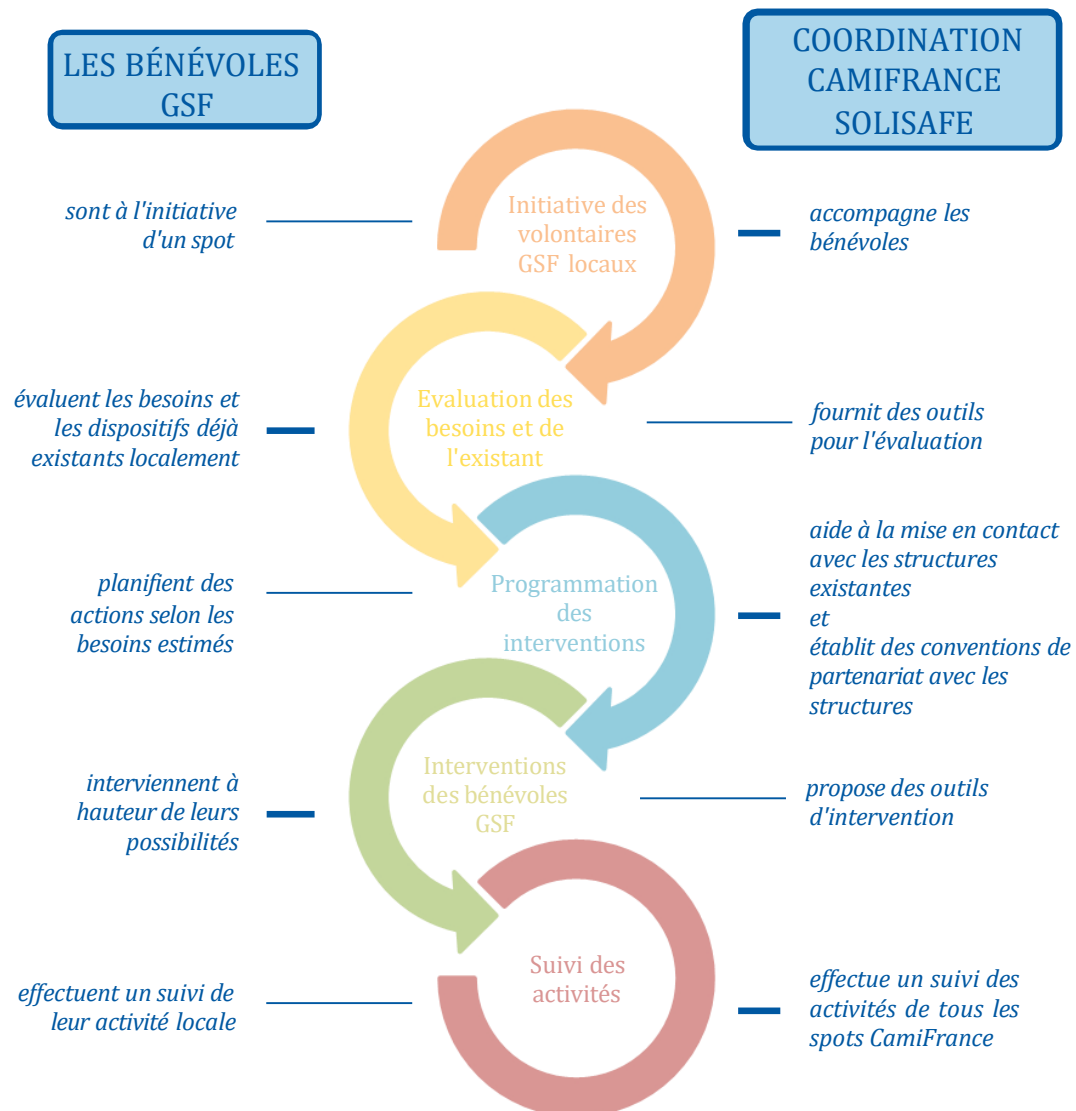 LES BÉNÉVOLES
GSF
COORDINATION
CAMIFRANCE
SOLISAFE
sont à l'initiative
d'un spot
Initiative des
volontaires
GSF locaux
accompagne les
bénévoles
évaluent les besoins et
les dispositifs déjà
existants localement
Evaluation des
besoins et de
l'existant
fournit des outils
pour l'évaluation
planifient des
actions selon les
besoins estimés
Programmation
des
interventions
aide à la mise en contact
avec les structures
existantes
et
établit des conventions de
partenariat avec les
structures
interviennent à
hauteur de leurs
possibilités
Interventions
des bénévoles
GSF
propose des outils
d'intervention
effectuent un suivi de
leur activité locale
Suivi des
activités
effectue un suivi des
activités de tous les
spots CamiFrance